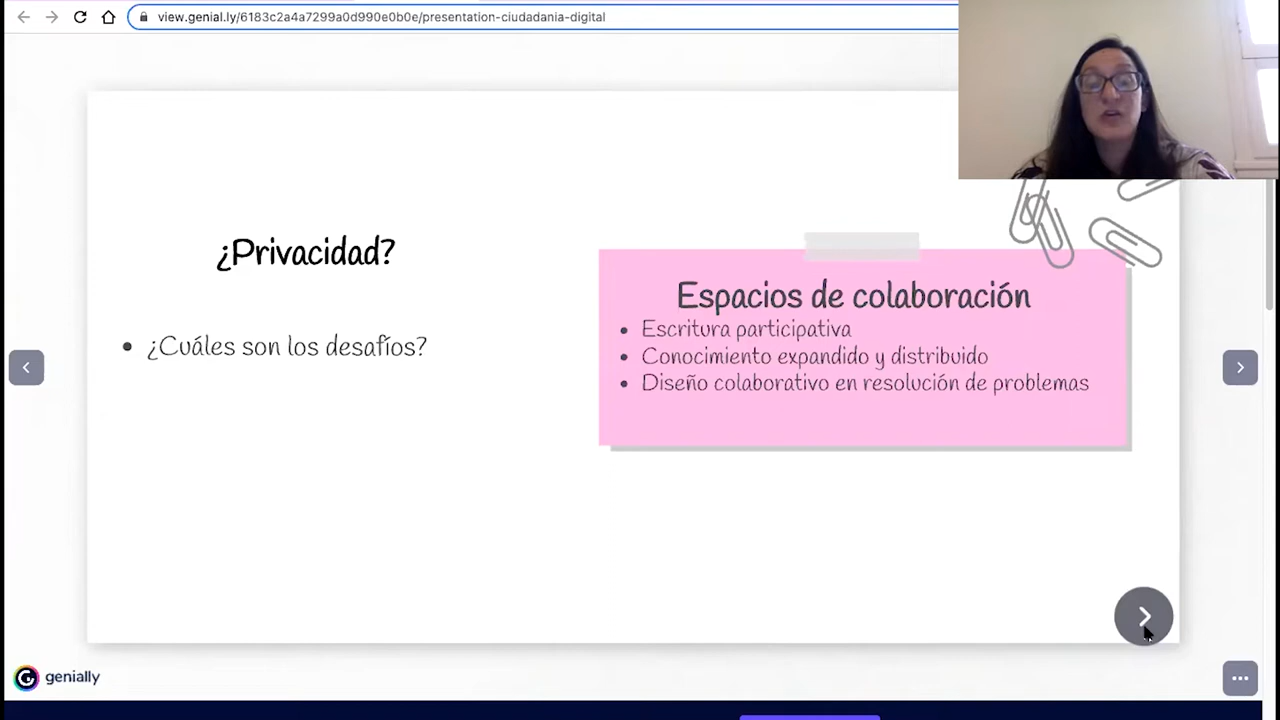 view.genial.ly/6183c2a4a7299a0d990e0b0e/presentation-ciudadania-digital
¿Privacidad?
¿Cuáles son los desafíos?
Espacios de colaboración
Escritura participativa
Conocimiento expandido y distribuido
Diseño colaborativo en resolución de problemas
genially